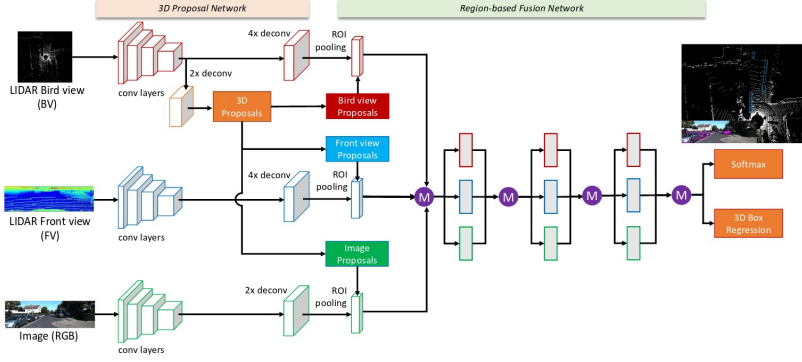 3D Proposal Network
Region-based Fusion Network
4x deconv
ROI
pooling
LIDAR Bird view
(BV)
conv layers
2x deconv
3D
Proposals
Bird view
Proposals
Front view
Proposals
4x deconv
ROI
pooling
M
M
M
M
Softmax
3D Box
Regression
LIDAR Front view
(FV)
conv layers
Image
Proposals
2x deconv
ROI
pooling
Image (RGB)
conv layers